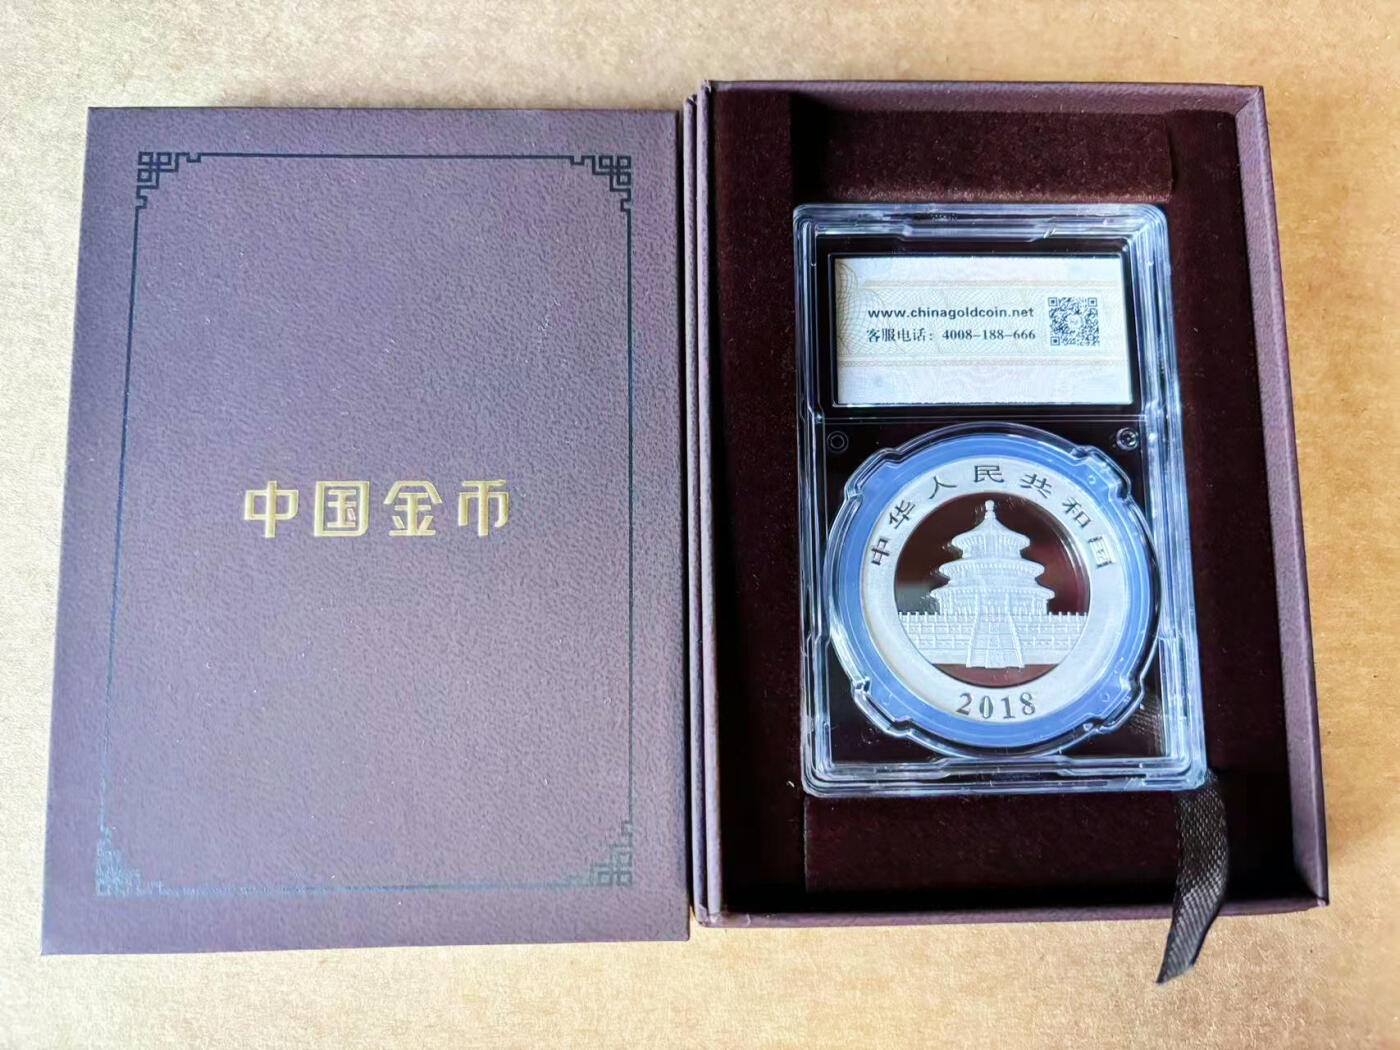 中国金币
www.chinagoldcoin.net
客服电话：4008-188-666
中华人民共和国
2018